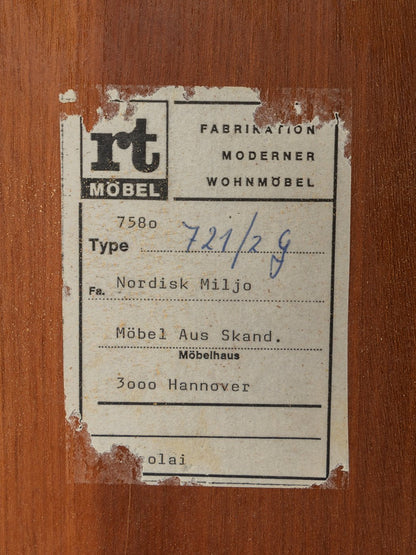 rt
MÖBEL
FABRIKATION
MODERNER
WOHNMÖBEL
7580
Type 721/2 G
Fa. Nordisk Miljo
Möbel Aus Skand.
Möbelhaus
3000 Hannover
olai